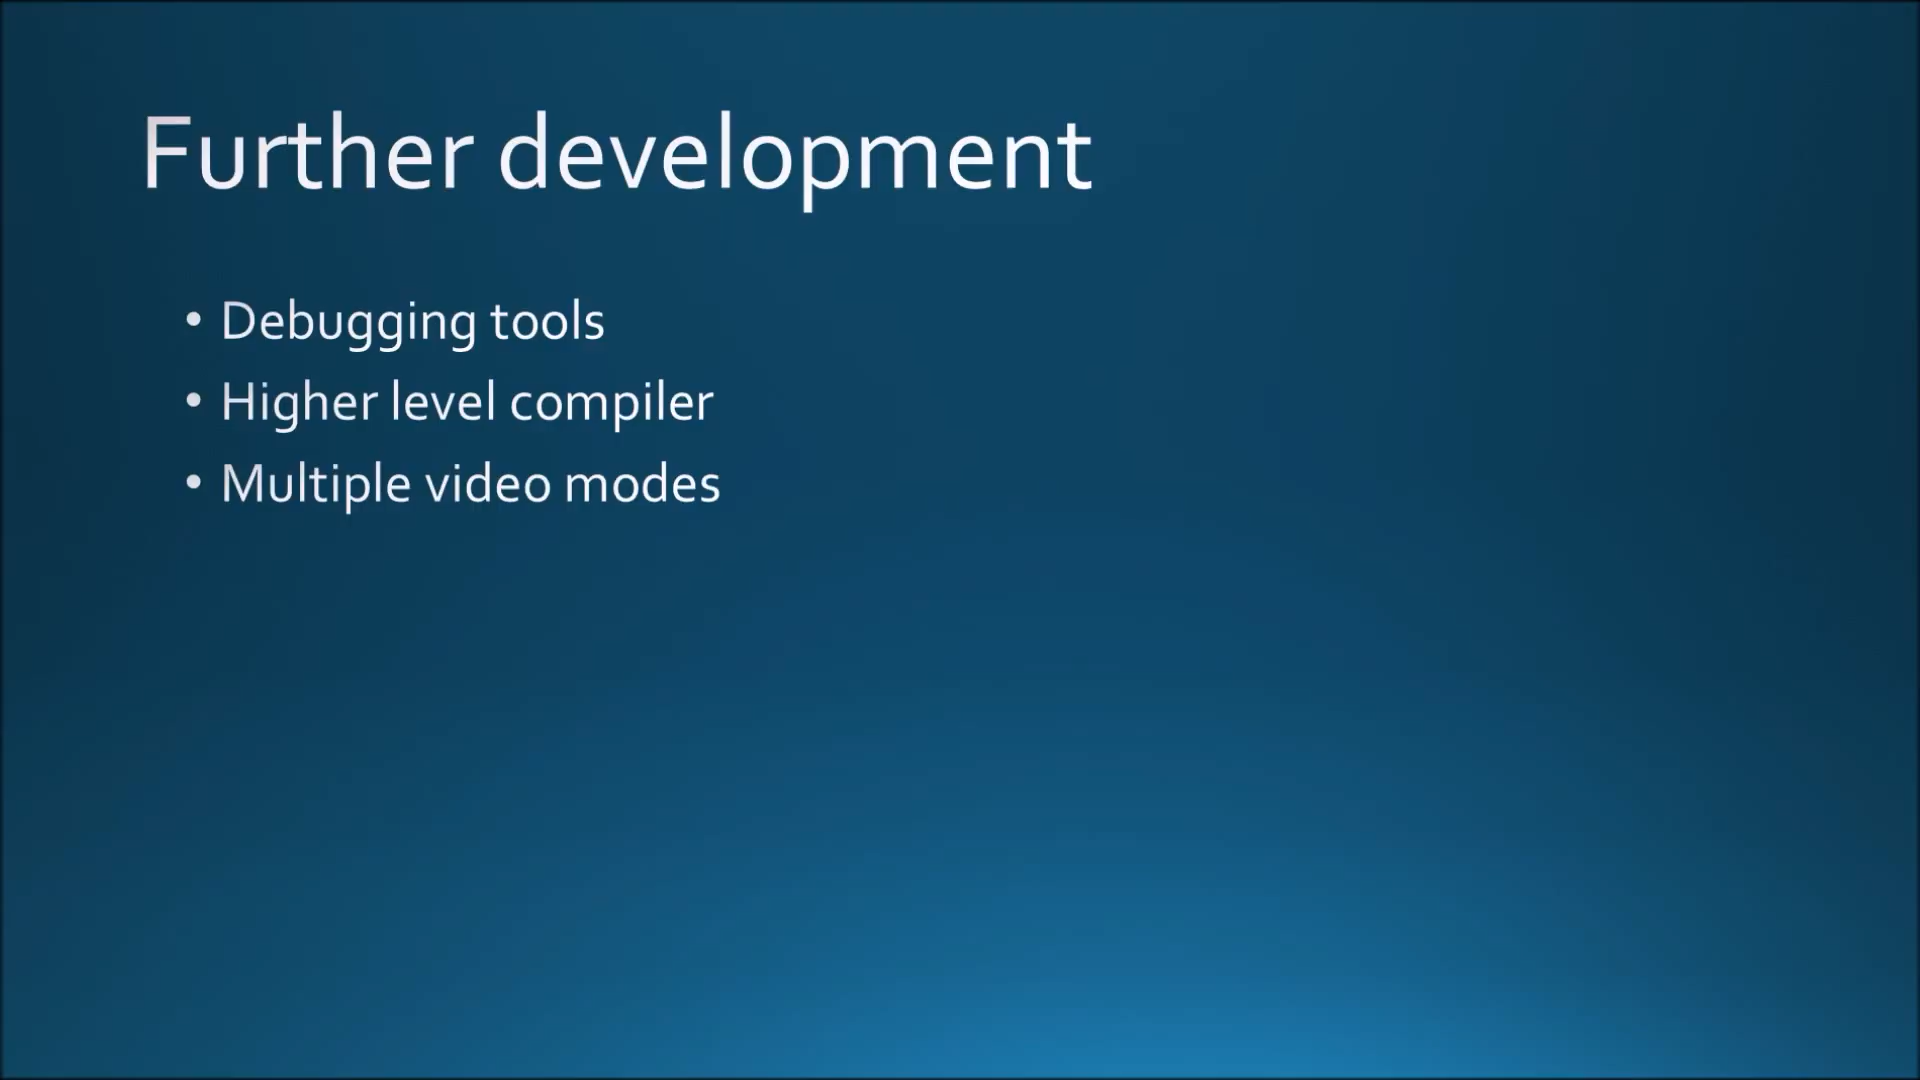 Further development
• Debugging tools
• Higher level compiler
• Multiple video modes